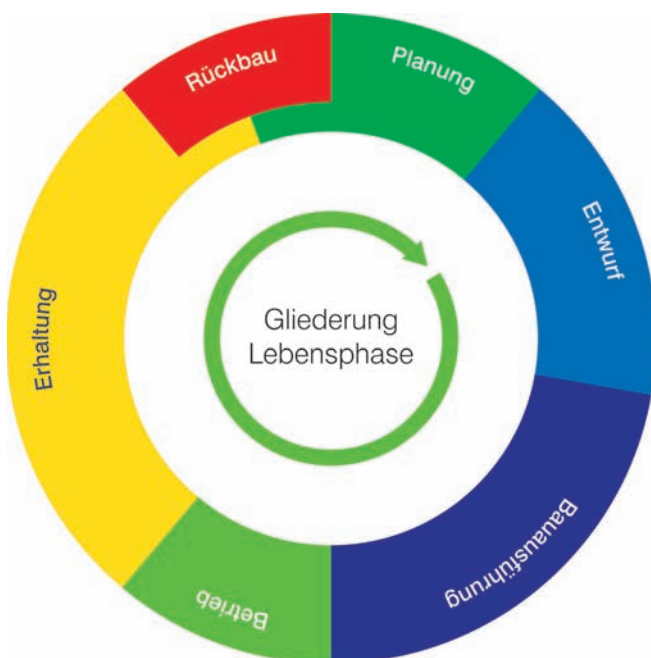 Rückbau
Planung
Entwurf
Bauausführung
Betrieb
Erhaltung
Gliederung
Lebensphase